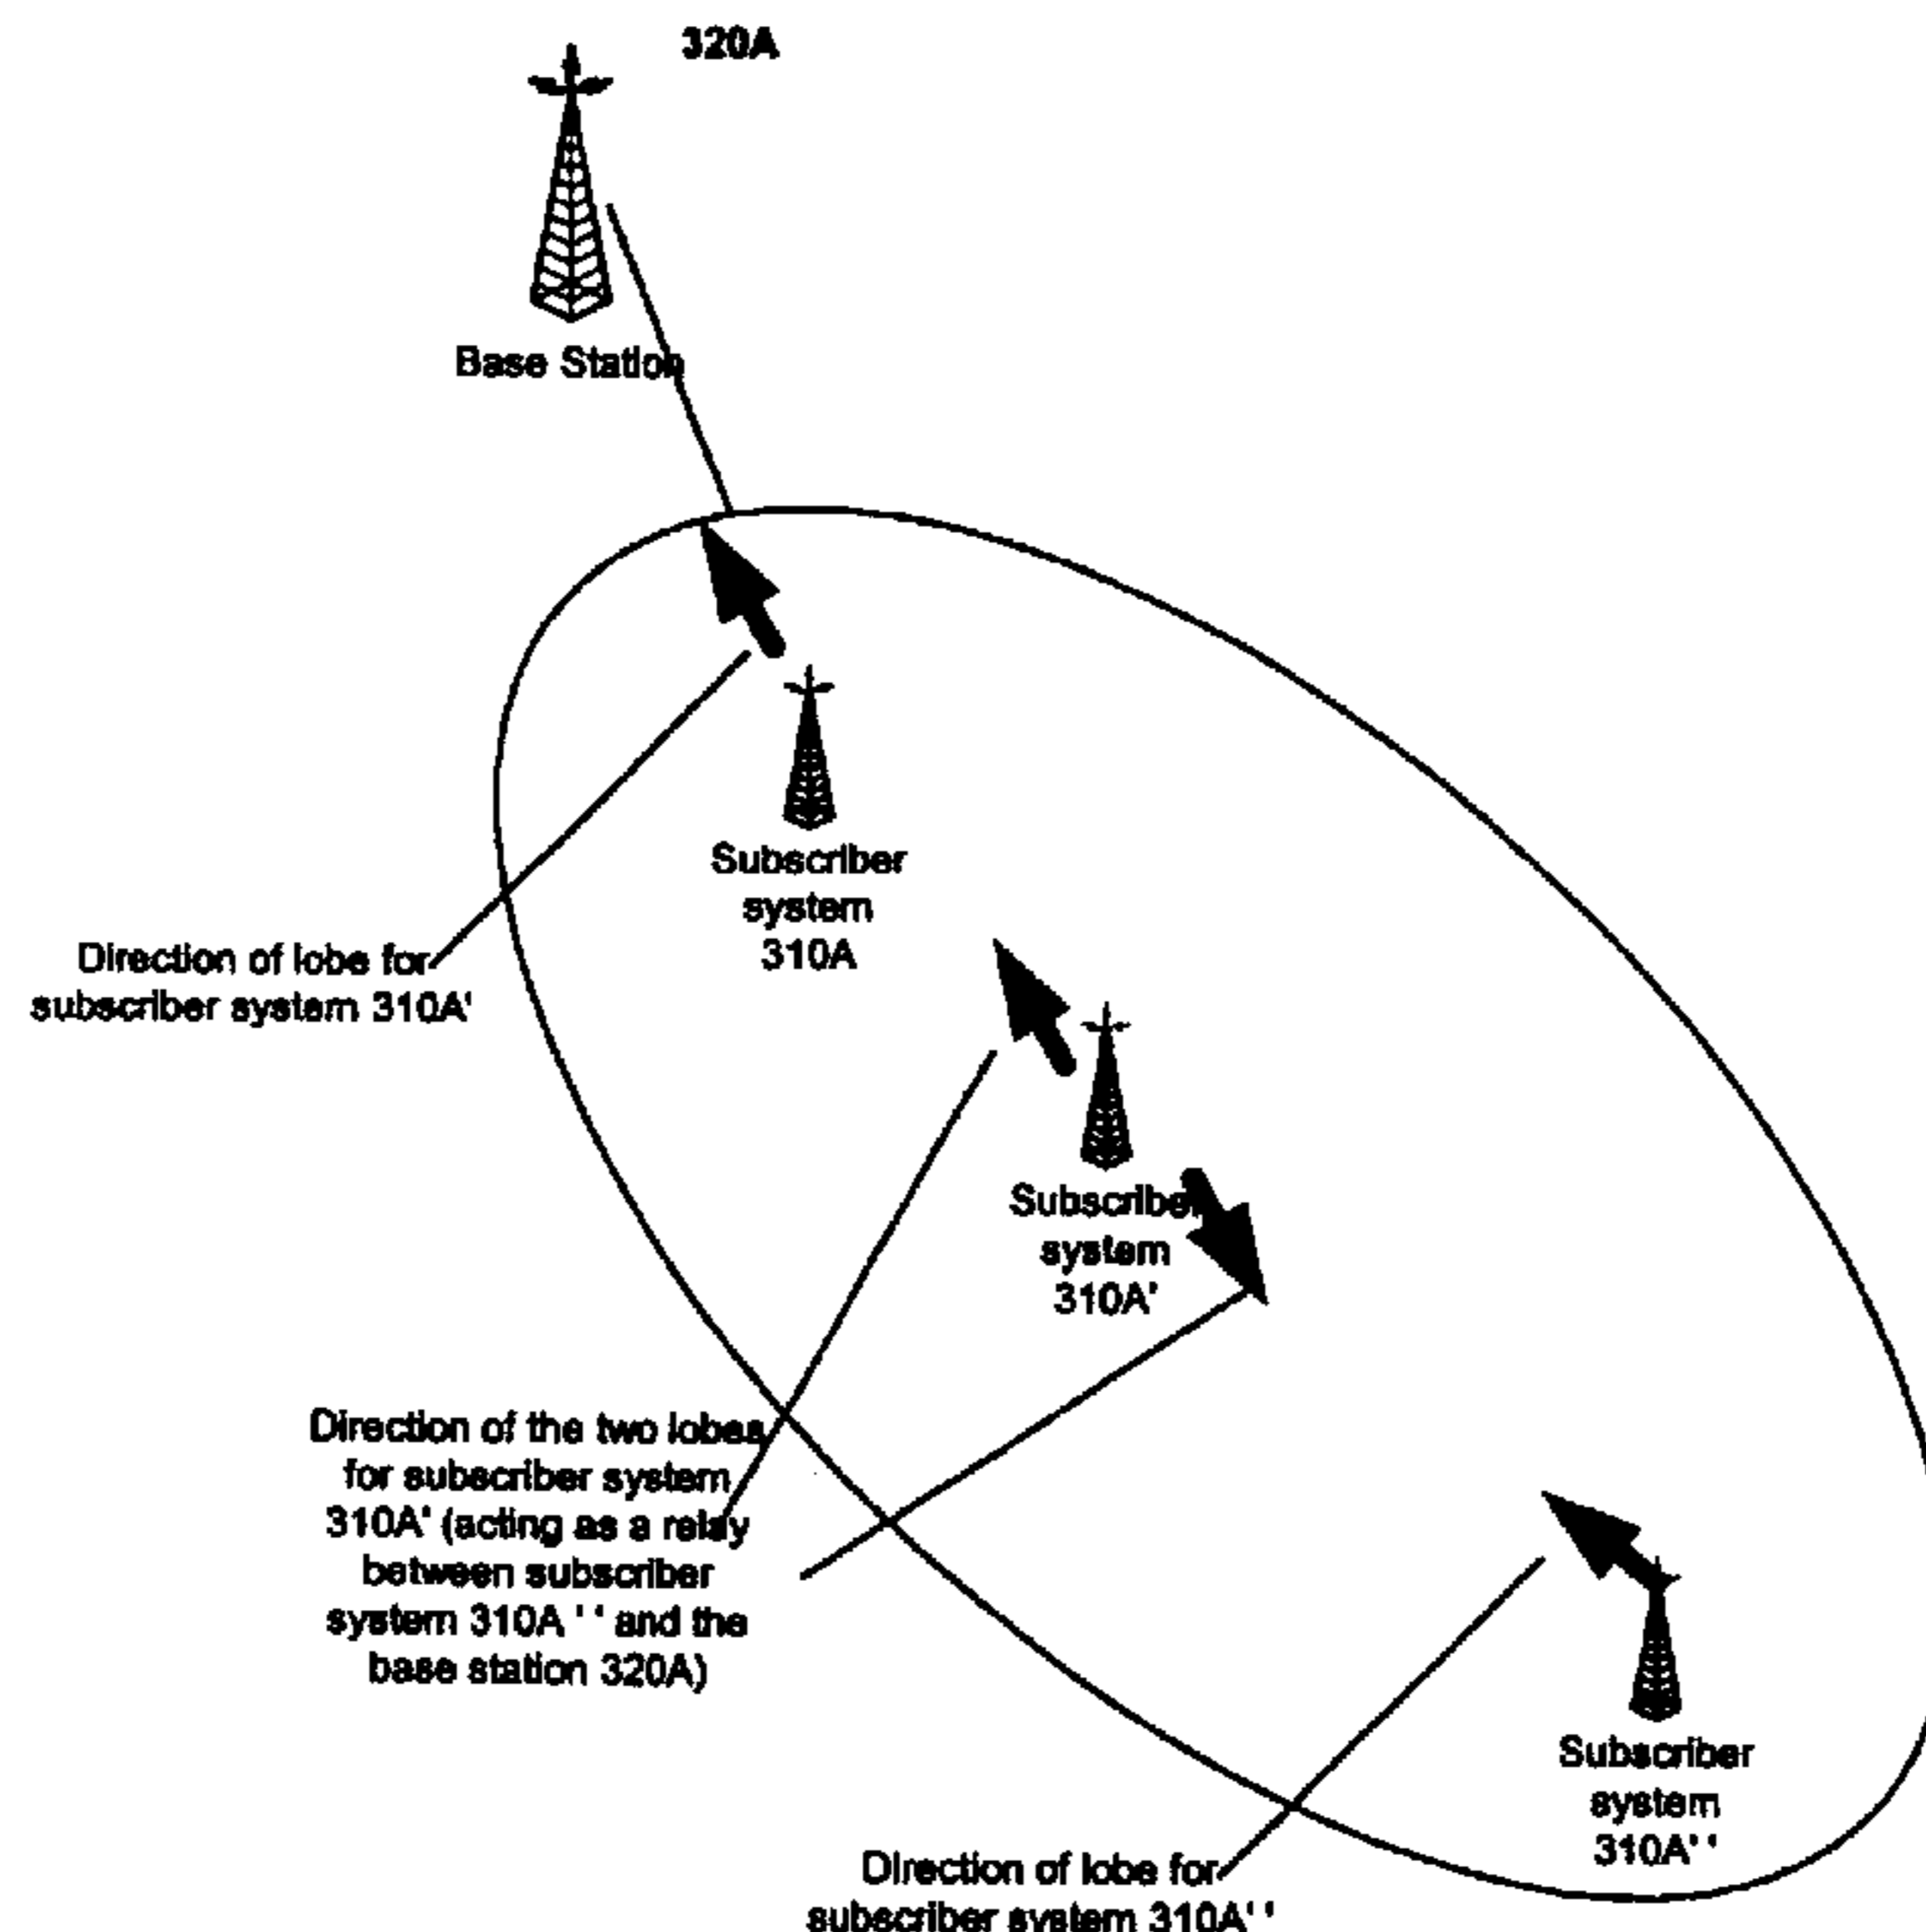 320A
Base Station
Subscriber
system
310A
Direction of lobe for
subscriber system 310A'
Subscriber
system
310A'
Direction of the two lobes
for subscriber system
310A' (acting as a relay
between subscriber
system 310A ' ' and the
base station 320A)
Subscriber
system
310A' '
Direction of lobe for
subscriber system 310A' '